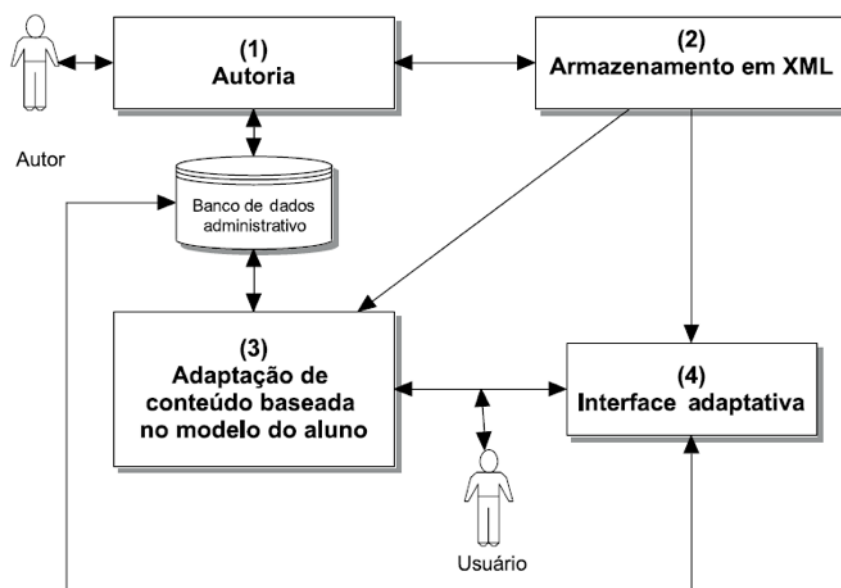 (1)
Autoria
(2)
Armazenamento em XML
Autor
Banco de dados
administrativo
(3)
Adaptação de
conteúdo baseada
no modelo do aluno
(4)
Interface adaptativa
Usuário